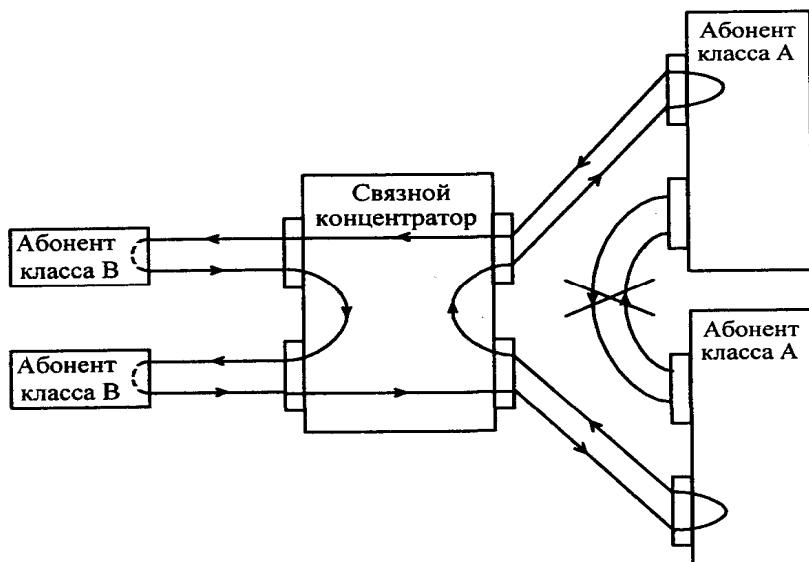 Абонент
класса А
Связной
концентратор
Абонент
класса В
Абонент
класса В
Абонент
класса А